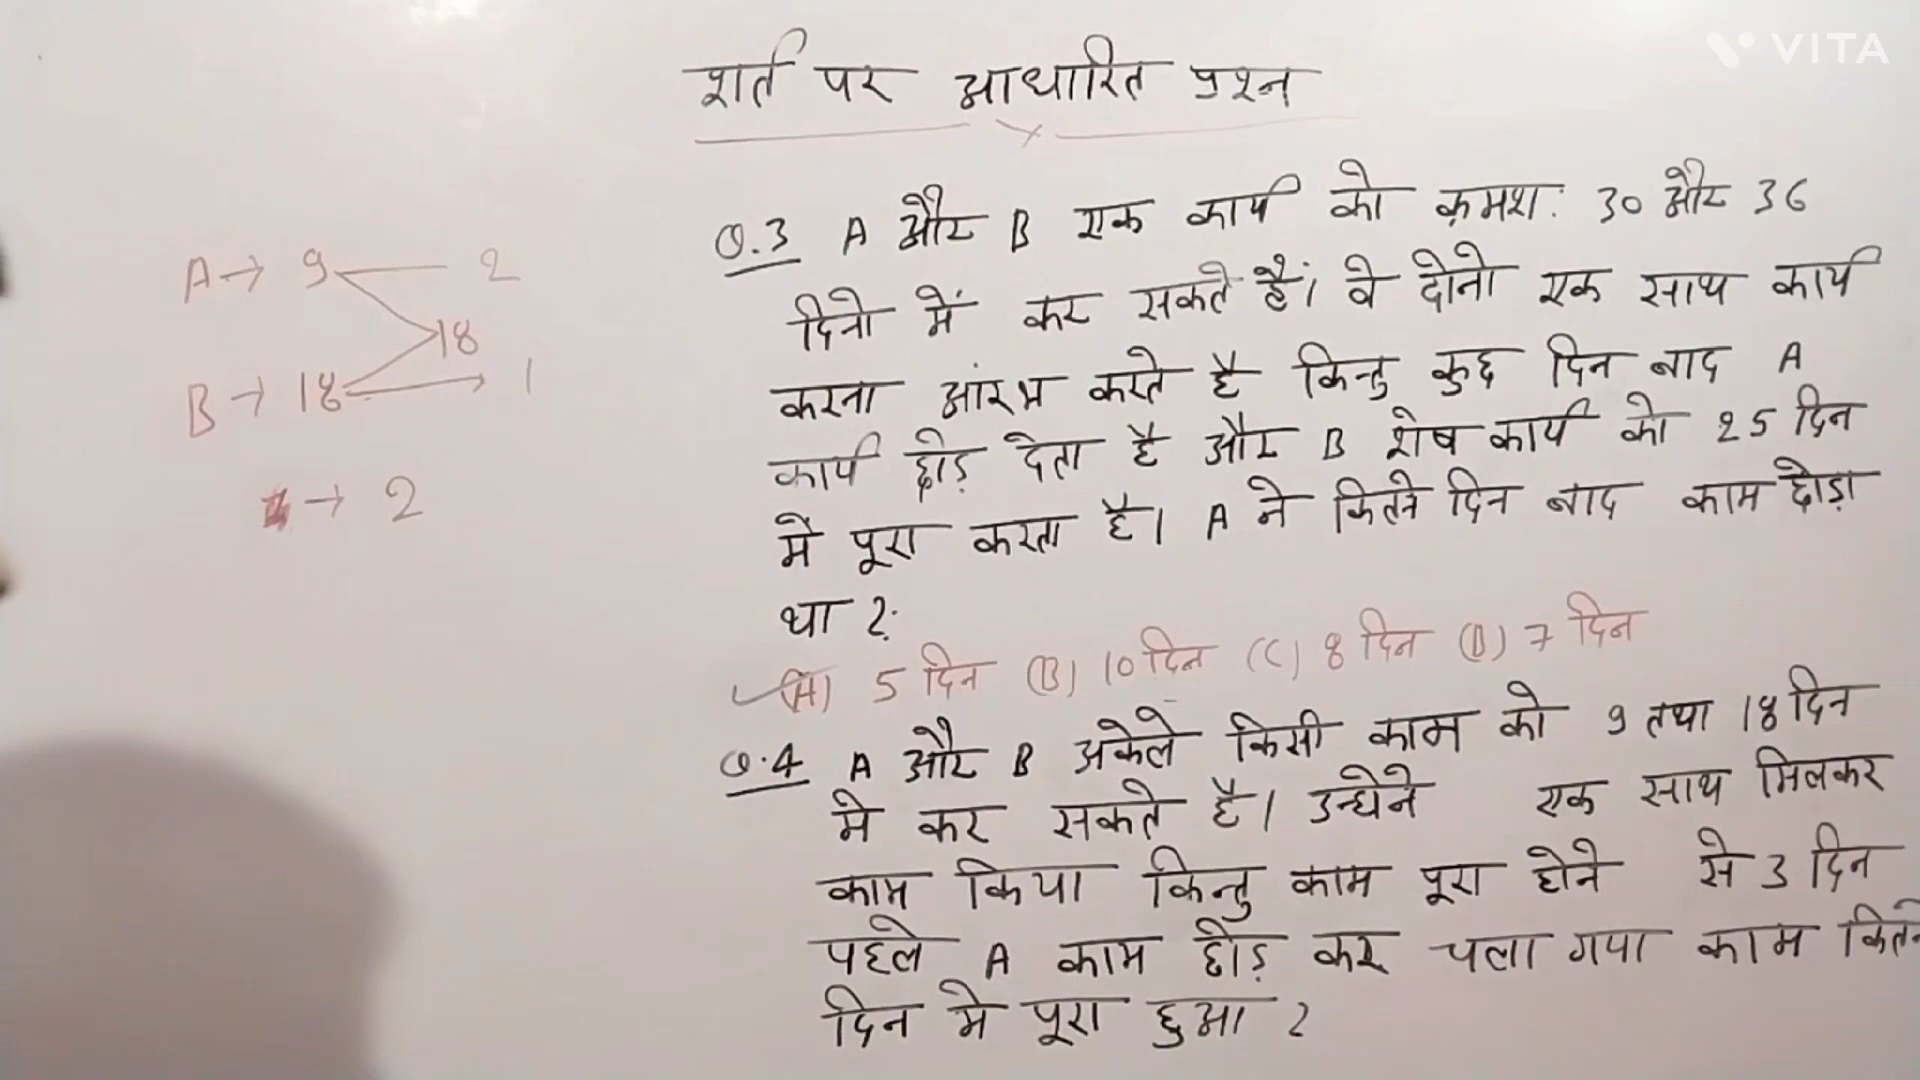 VITA
शर्त पर आधारित प्रश्न
Q.3 A और B एक कार्य को क्रमश: 30 और 36
दिनो में कर सकते हैं। वे दोनो एक साथ कार्य
करना आंरभ करते है किन्तु कुछ दिन बाद A
कार्य छोड़ देता है और B शेष कार्य को 25 दिन
में पूरा करता है। A ने कितने दिन बाद काम छोड़ा
था ?
(A) 5 दिन (B) 10 दिन (C) 8 दिन (D) 7 दिन
Q.4 A और B अकेले किसी काम को 9 तथा 18 दिन
मे कर सकते है। उन्होने एक साथ मिलकर
काम किया किन्तु काम पूरा होने से 3 दिन
पहले A काम छोड़ कर चला गया काम कितने
दिन मे पूरा हुआ ?
A → 9 2
18
B → 18 1
→ 2